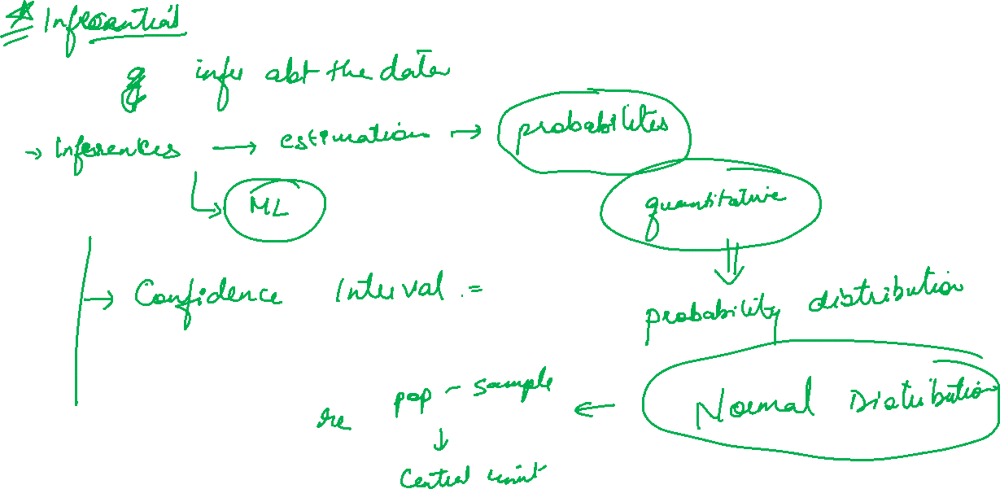 Inferential
infer abt the data
→ Inferences → estimation → probabilites
ML
quantitative
→ Confidence Interval :=
probability distribution
pop - sample ← Normal Distribution
re
Central limit